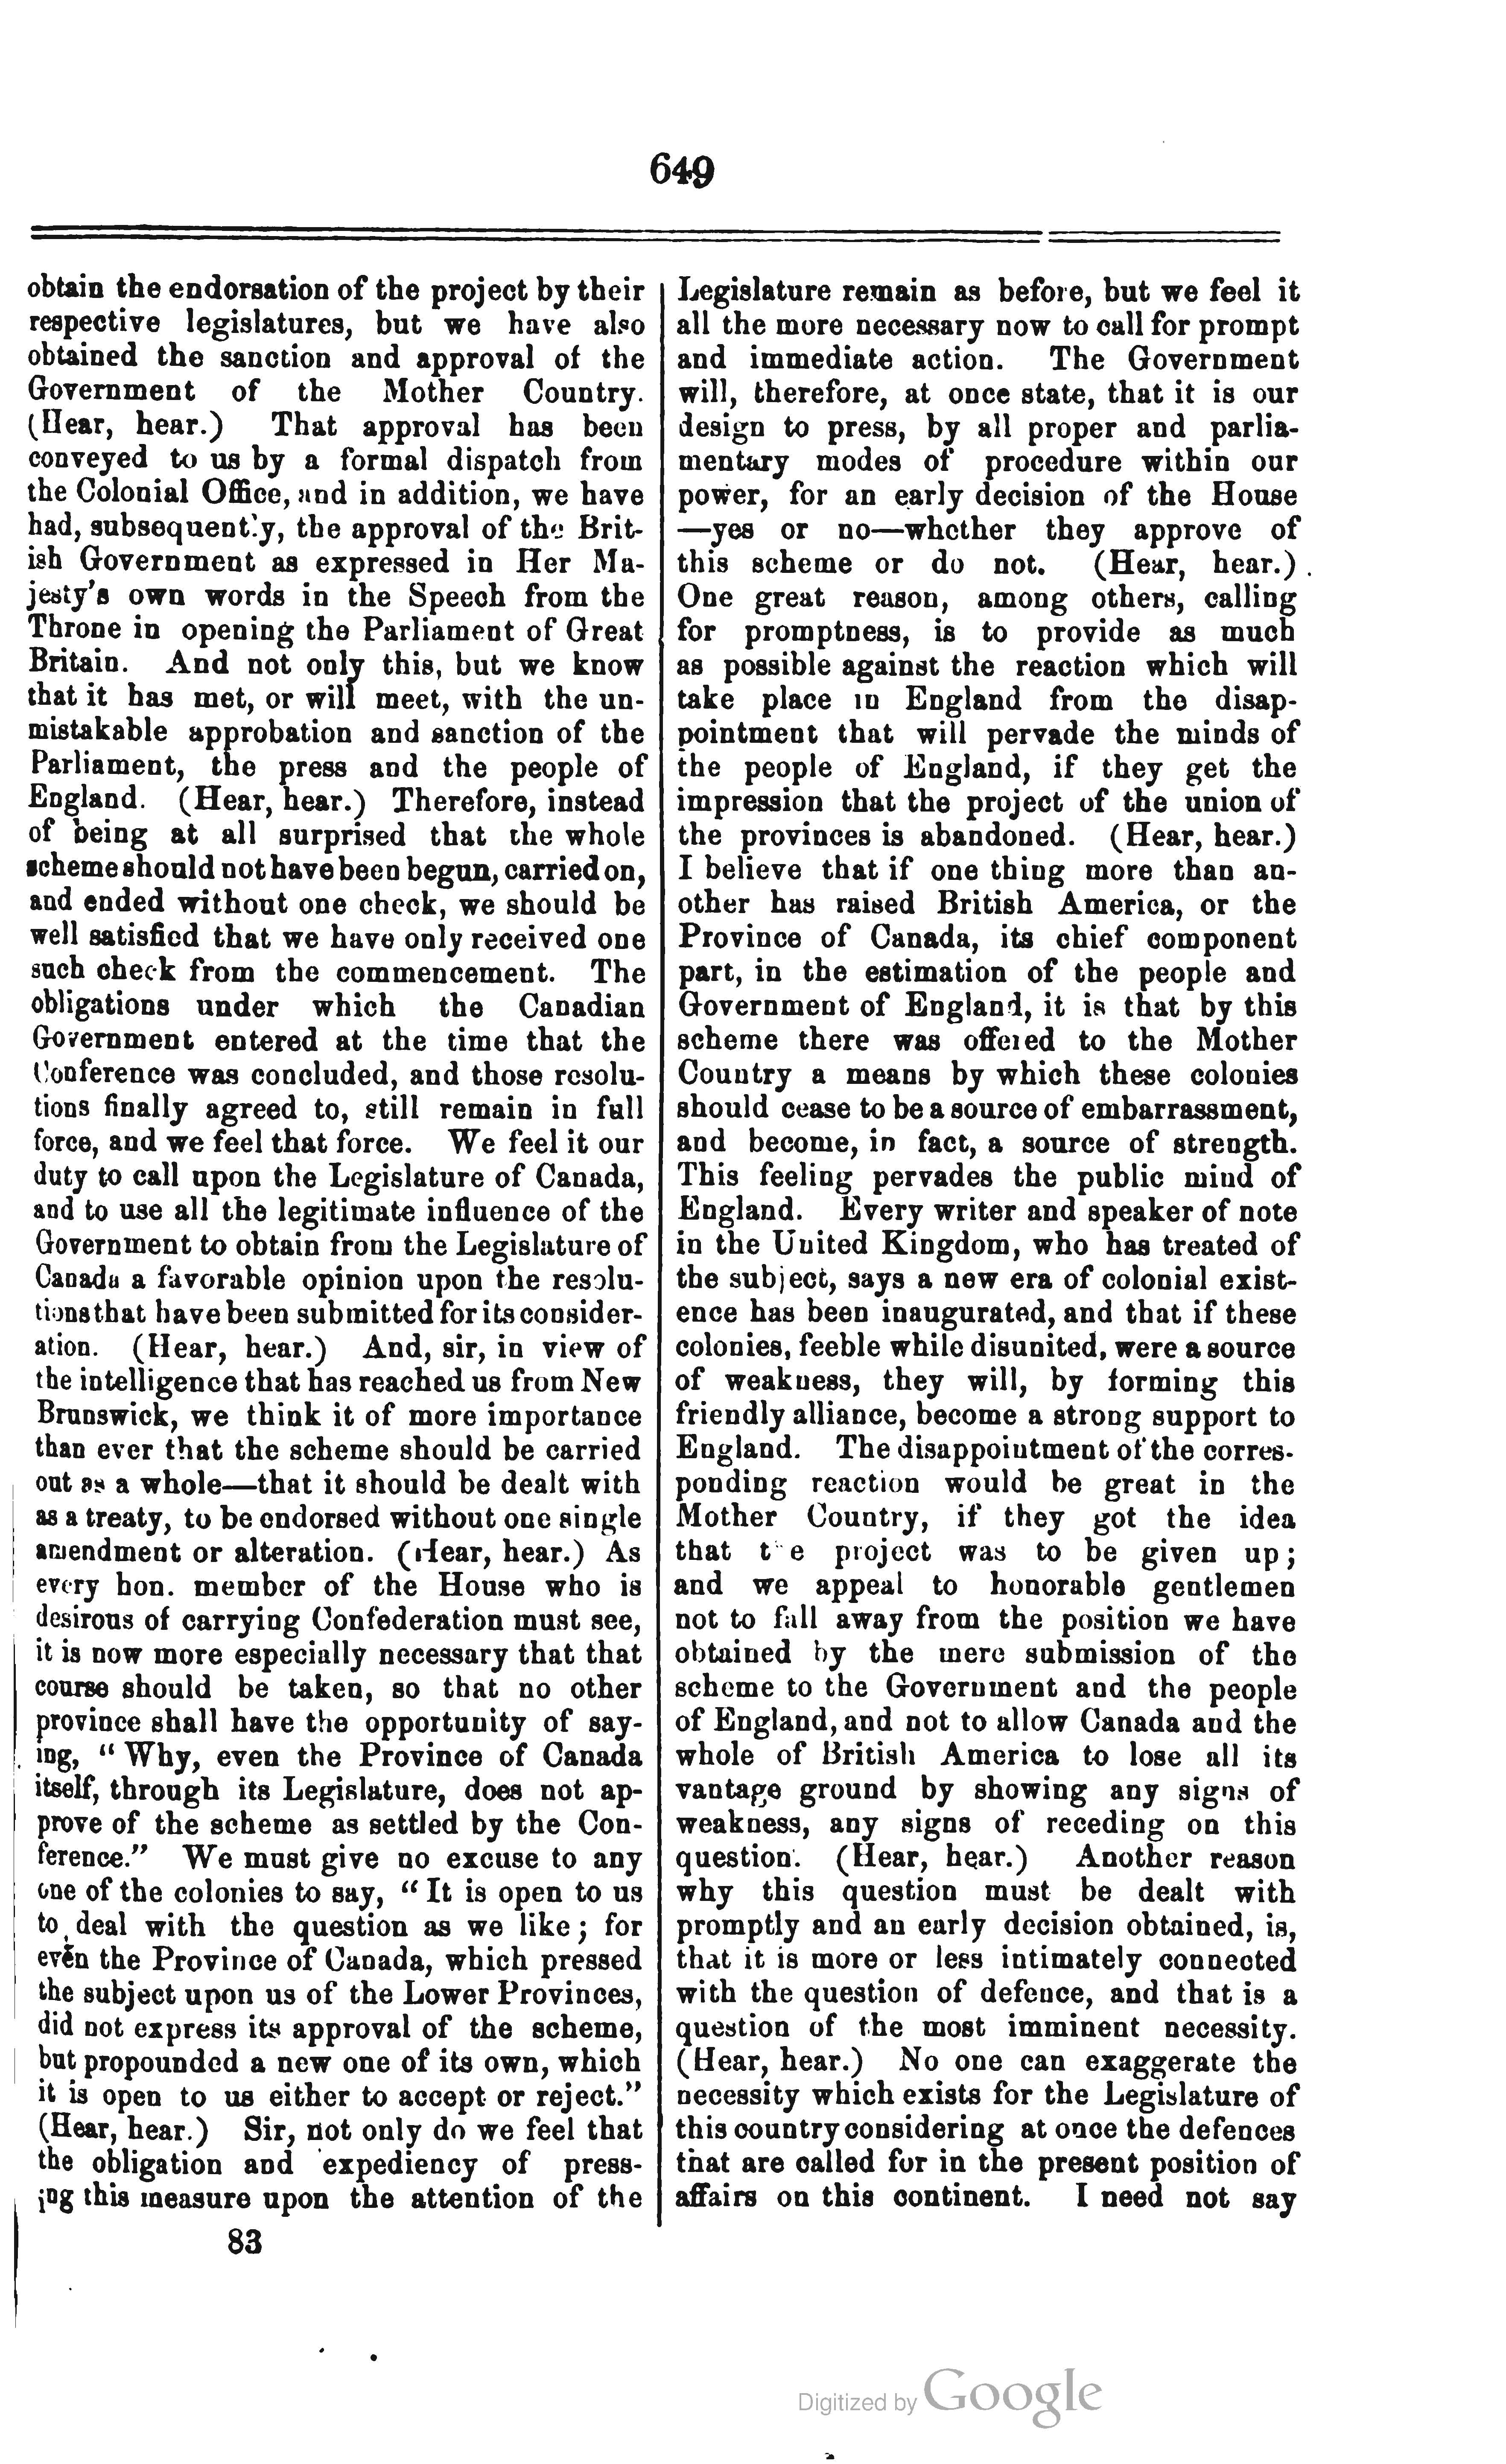 649
obtain the endorsation of the project by their
respective legislatures, but we have also
obtained the sanction and approval of the
Government of the Mother Country.
(Hear, hear.) That approval has been
conveyed to us by a formal dispatch from
the Colonial Office, and in addition, we have
had, subsequently, the approval of the Brit-
ish Government as expressed in Her Ma-
jesty's own words in the Speech from the
Throne in opening the Parliament of Great
Britain. And not only this, but we know
that it has met, or will meet, with the un-
mistakable approbation and sanction of the
Parliament, the press and the people of
England. (Hear, hear.) Therefore, instead
of being at all surprised that the whole
scheme should not have been begun, carried on,
and ended without one check, we should be
well satisfied that we have only received one
such check from the commencement. The
obligations under which the Canadian
Government entered at the time that the
Conference was concluded, and those resolu-
tions finally agreed to, still remain in full
force, and we feel that force. We feel it our
duty to call upon the Legislature of Canada,
and to use all the legitimate influence of the
Government to obtain from the Legislature of
Canada a favorable opinion upon the resolu-
tions that have been submitted for its consider-
ation. (Hear, hear.) And, sir, in view of
the intelligence that has reached us from New
Brunswick, we think it of more importance
than ever that the scheme should be carried
out as a whole—that it should be dealt with
as a treaty, to be endorsed without one single
amendment or alteration. (Hear, hear.) As
every hon. member of the House who is
desirous of carrying Confederation must see,
it is now more especially necessary that that
course should be taken, so that no other
province shall have the opportunity of say-
ing, "Why, even the Province of Canada
itself, through its Legislature, does not ap-
prove of the scheme as settled by the Con-
ference." We must give no excuse to any
one of the colonies to say, "It is open to us
to deal with the question as we like; for
even the Province of Canada, which pressed
the subject upon us of the Lower Provinces,
did not express its approval of the scheme,
but propounded a new one of its own, which
it is open to us either to accept or reject."
(Hear, hear.) Sir, not only do we feel that
the obligation and expediency of press-
ing this measure upon the attention of the
83
Legislature remain as before, but we feel it
all the more necessary now to call for prompt
and immediate action. The Government
will, therefore, at once state, that it is our
design to press, by all proper and parlia-
mentary modes of procedure within our
power, for an early decision of the House
—yes or no—whether they approve of
this scheme or do not. (Hear, hear.)
One great reason, among others, calling
for promptness, is to provide as much
as possible against the reaction which will
take place in England from the disap-
pointment that will pervade the minds of
the people of England, if they get the
impression that the project of the union of
the provinces is abandoned. (Hear, hear.)
I believe that if one thing more than an-
other has raised British America, or the
Province of Canada, its chief component
part, in the estimation of the people and
Government of England, it is that by this
scheme there was offered to the Mother
Country a means by which these colonies
should cease to be a source of embarrassment,
and become, in fact, a source of strength.
This feeling pervades the public mind of
England. Every writer and speaker of note
in the United Kingdom, who has treated of
the subject, says a new era of colonial exist-
ence has been inaugurated, and that if these
colonies, feeble while disunited, were a source
of weakness, they will, by forming this
friendly alliance, become a strong support to
England. The disappointment of the corres-
ponding reaction would be great in the
Mother Country, if they got the idea
that the project was to be given up;
and we appeal to honorable gentlemen
not to fall away from the position we have
obtained by the mere submission of the
scheme to the Government and the people
of England, and not to allow Canada and the
whole of British America to lose all its
vantage ground by showing any signs of
weakness, any signs of receding on this
question. (Hear, hear.) Another reason
why this question must be dealt with
promptly and an early decision obtained, is,
that it is more or less intimately connected
with the question of defence, and that is a
question of the most imminent necessity.
(Hear, hear.) No one can exaggerate the
necessity which exists for the Legislature of
this country considering at once the defences
that are called for in the present position of
affairs on this continent. I need not say
Digitized by Google